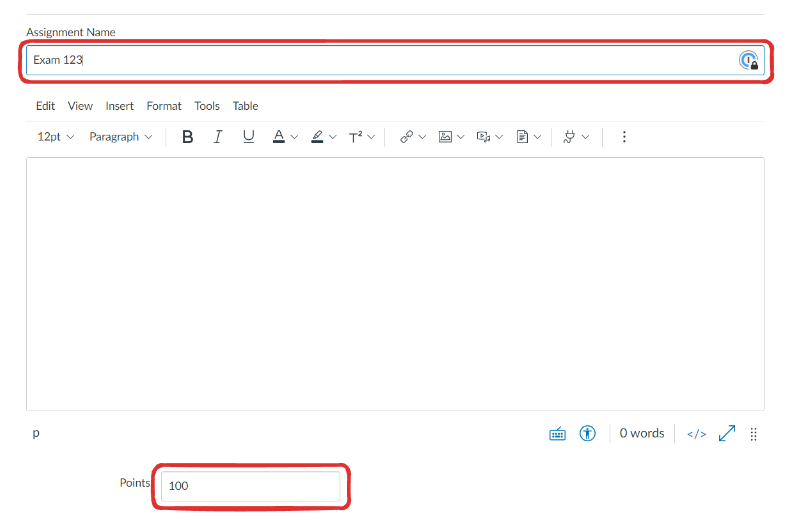 Assignment Name
Exam 123
Edit View Insert Format Tools Table
12pt Paragraph B I U A T²
p 0 words </>
Points
100